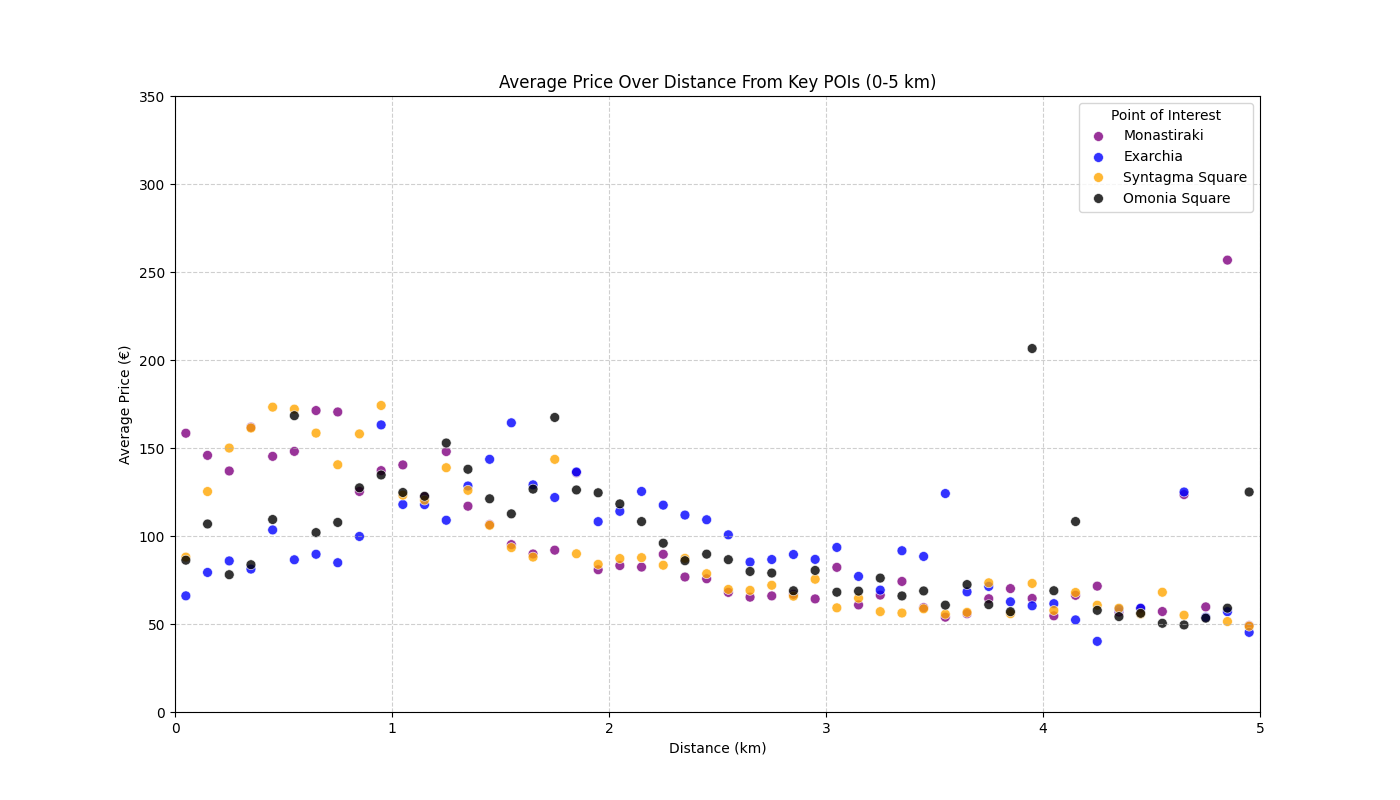 Average Price Over Distance From Key POIs (0-5 km)
350
300
250
200
150
100
50
0
Average Price (€)
Point of Interest
Monastiraki
Exarchia
Syntagma Square
Omonia Square
0 1 2 3 4 5
Distance (km)